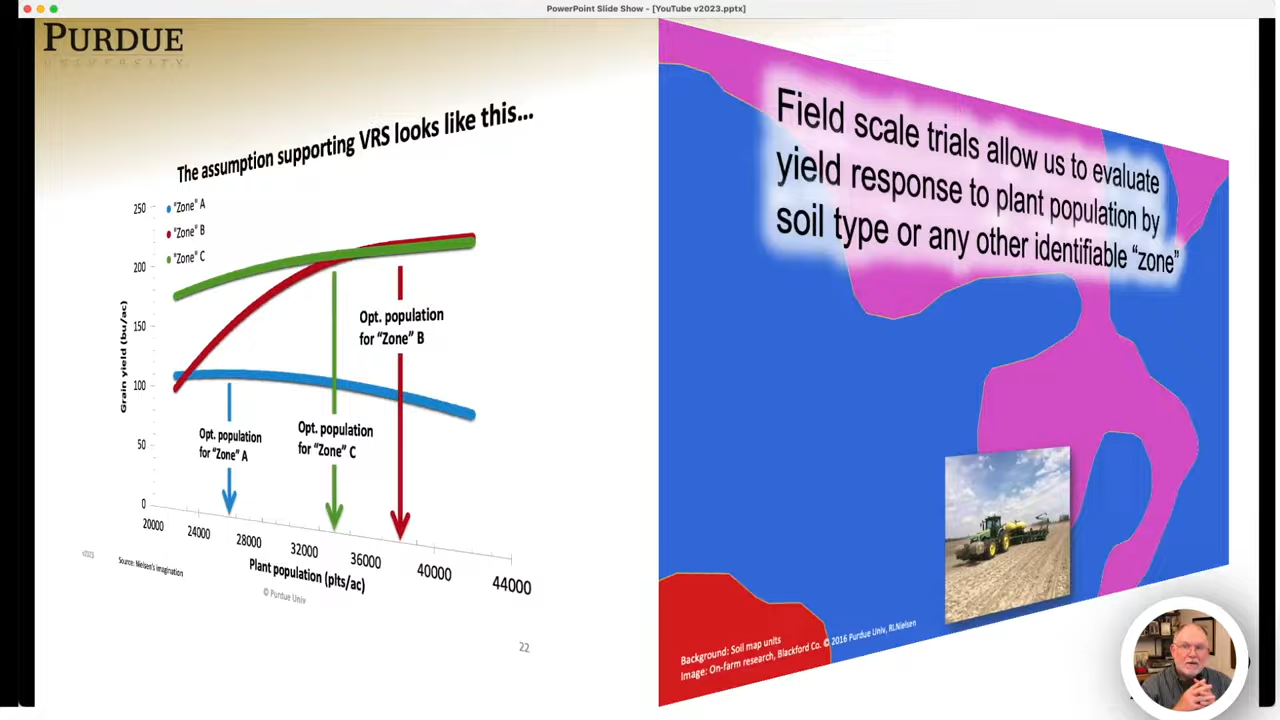 PowerPoint Slide Show - [YouTube v2023.pptx]
PURDUE
UNIVERSITY.
The assumption supporting VRS looks like this...
250
200
150
100
50
0
Grain yield (bu/ac)
"Zone" A
"Zone" B
"Zone" C
Opt. population
for "Zone" B
Opt. population
for "Zone" C
Opt. population
for "Zone" A
20000
24000
28000
32000
36000
40000
44000
Plant population (plts/ac)
v2023
Source: Nielsen's imagination
© Purdue Univ
22
Field scale trials allow us to evaluate
yield response to plant population by
soil type or any other identifiable “zone”
Background: Soil map units
Image: On-farm research, Blackford Co. © 2016 Purdue Univ, RLNielsen